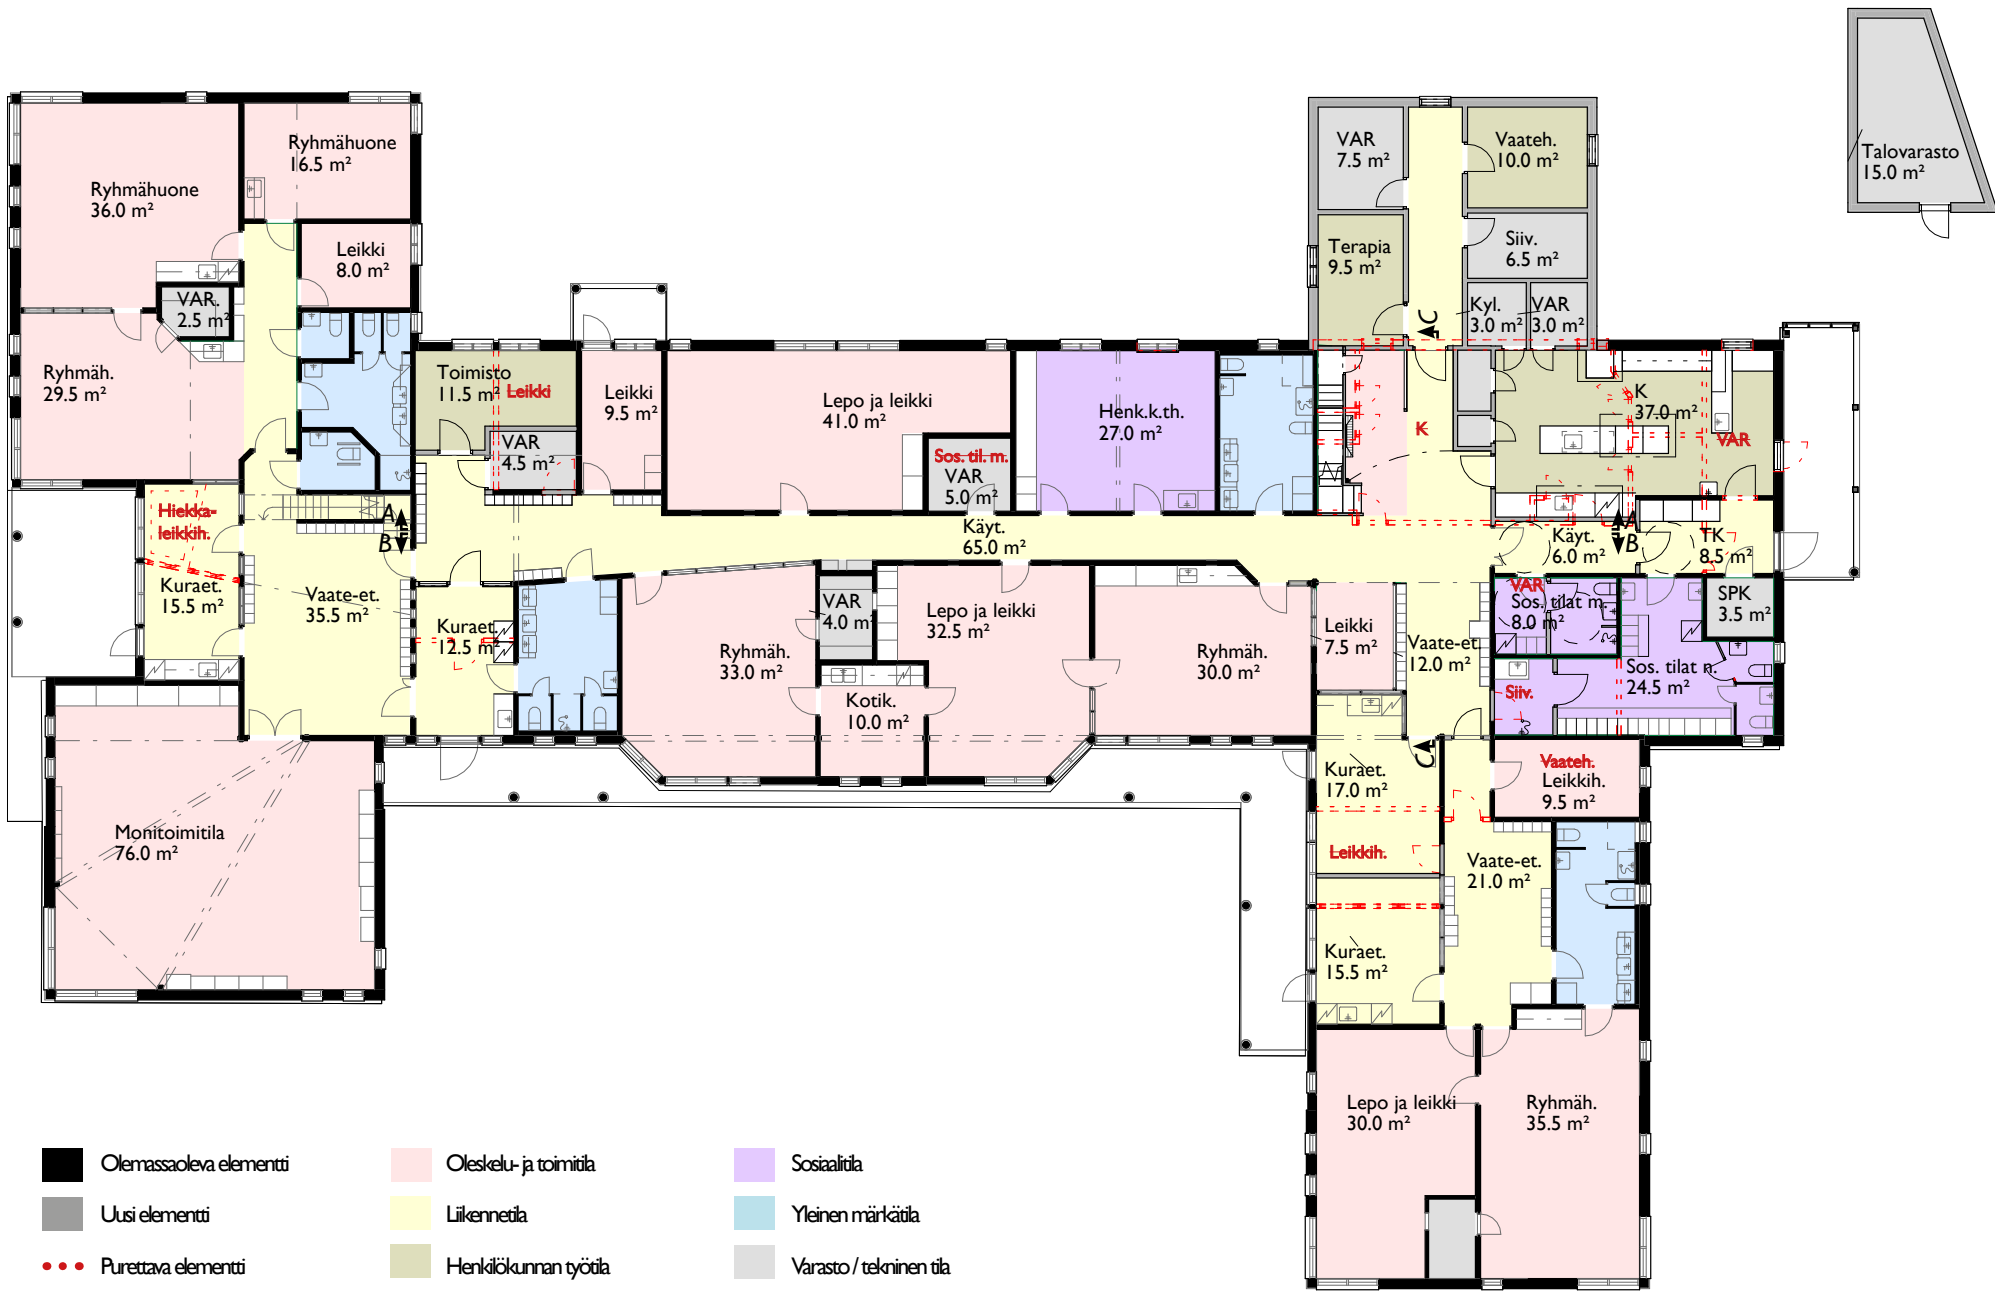 VAR
7.5 m²
Vaateh.
10.0 m²
Talovarasto
15.0 m²
Ryhmähuone
16.5 m²
Ryhmähuone
36.0 m²
Leikki
8.0 m²
Terapia
9.5 m²
Siiv.
6.5 m²
VAR.
2.5 m²
Kyl.
3.0 m²
VAR
3.0 m²
C
Ryhmäh.
29.5 m²
Toimisto
11.5 m²
Leikki
Leikki
9.5 m²
Lepo ja leikki
41.0 m²
Henk.k.th.
27.0 m²
K
K
37.0 m²
VAR
VAR
4.5 m²
Sos. til. m.
VAR
5.0 m²
Hiekka-
leikkih.
A
B
Käyt.
65.0 m²
Käyt.
6.0 m²
A
B
TK
8.5 m²
Kuraet.
15.5 m²
Vaate-et.
35.5 m²
Kuraet.
12.5 m²
VAR
4.0 m²
Lepo ja leikki
32.5 m²
Ryhmäh.
33.0 m²
Ryhmäh.
30.0 m²
Leikki
7.5 m²
Vaate-et.
12.0 m²
VAR
Sos. tilat m.
8.0 m²
SPK
3.5 m²
Sos. tilat n.
24.5 m²
Siiv.
Kotik.
10.0 m²
C
Kuraet.
17.0 m²
Vaateh.
Leikkih.
9.5 m²
Monitoimitila
76.0 m²
Leikkih.
Vaate-et.
21.0 m²
Kuraet.
15.5 m²
Lepo ja leikki
30.0 m²
Ryhmäh.
35.5 m²
Olemassaoleva elementti
Uusi elementti
Purettava elementti
Oleskelu- ja toimitila
Liikennetila
Henkilökunnan työtila
Sosiaalitila
Yleinen märkätila
Varasto / tekninen tila